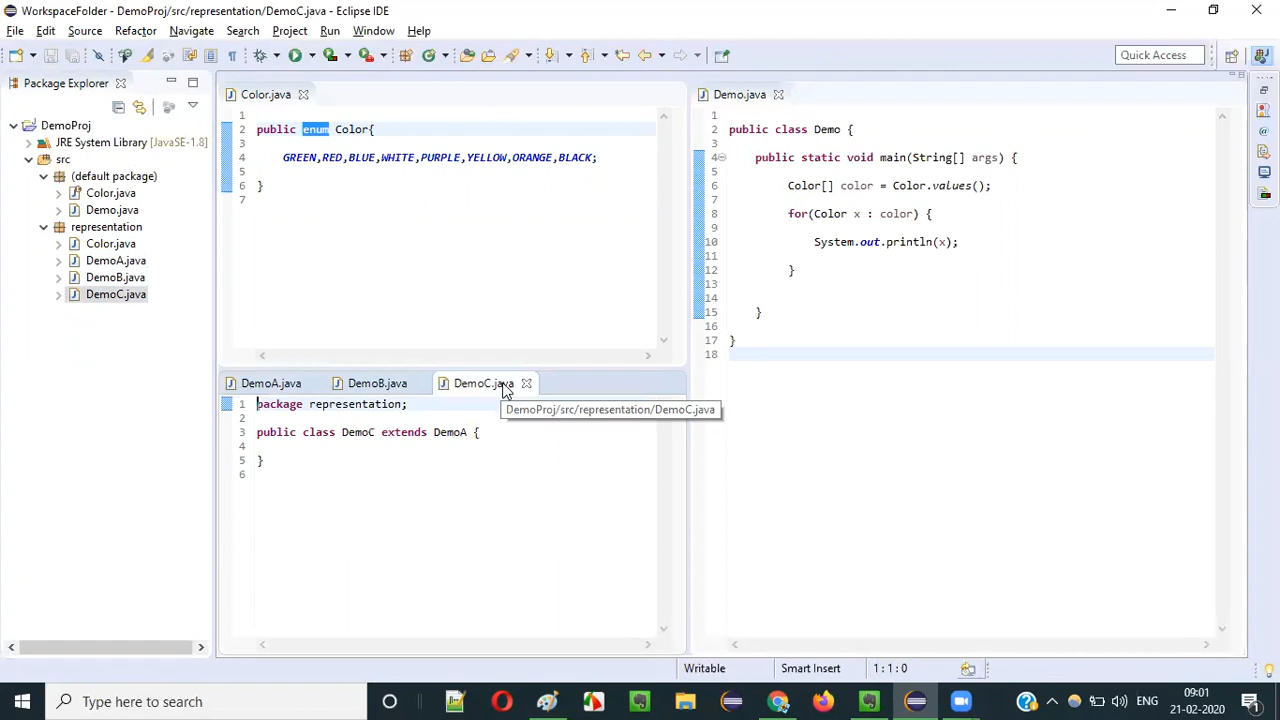 WorkspaceFolder - DemoProj/src/representation/DemoC.java - Eclipse IDE
File Edit Source Refactor Navigate Search Project Run Window Help
Quick Access
Package Explorer
DemoProj
JRE System Library [JavaSE-1.8]
src
(default package)
Color.java
Demo.java
representation
Color.java
DemoA.java
DemoB.java
DemoC.java
Color.java
1
2 public enum Color{
3
4 GREEN,RED,BLUE,WHITE,PURPLE,YELLOW,ORANGE,BLACK;
5
6 }
7
DemoA.java DemoB.java DemoC.java
DemoProj/src/representation/DemoC.java
1 package representation;
2
3 public class DemoC extends DemoA {
4
5 }
6
Demo.java
1
2 public class Demo {
3
4 public static void main(String[] args) {
5
6 Color[] color = Color.values();
7
8 for(Color x : color) {
9
10 System.out.println(x);
11
12 }
13
14
15 }
16
17 }
18
Writable Smart Insert 1 : 1 : 0
Type here to search
ENG
09:01
21-02-2020